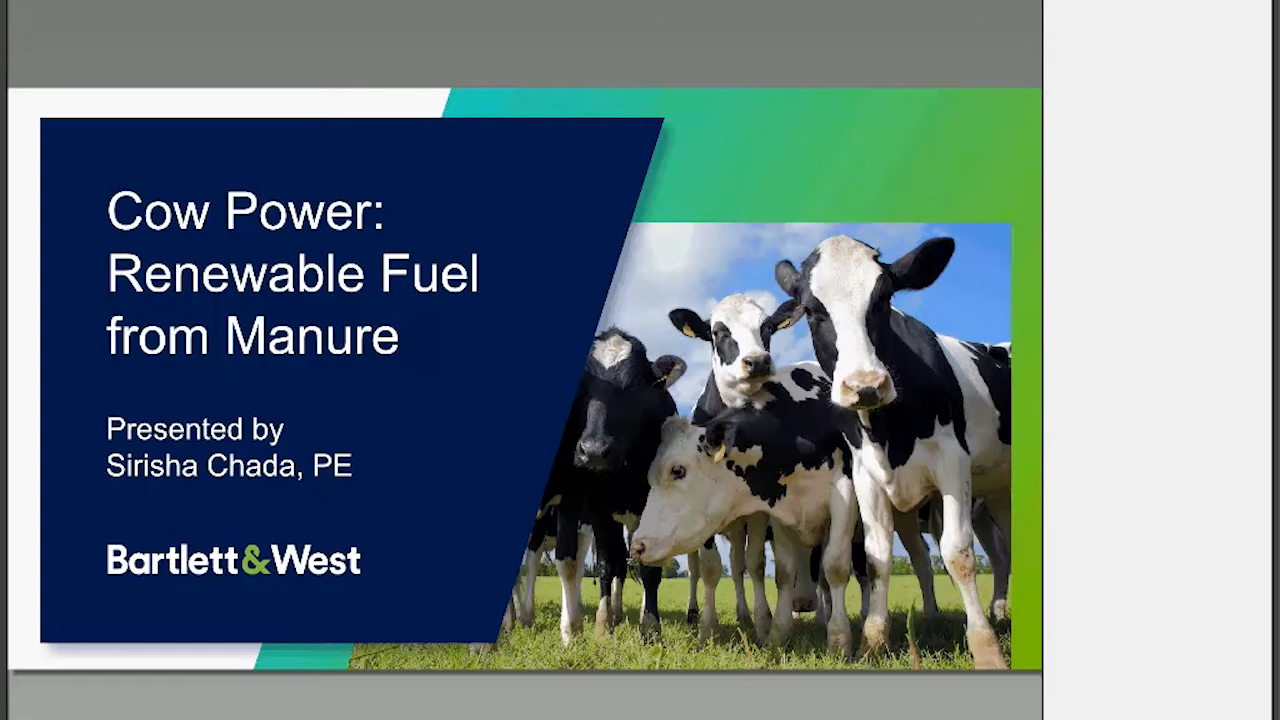 Cow Power:
Renewable Fuel
from Manure
Presented by
Sirisha Chada, PE
Bartlett&West